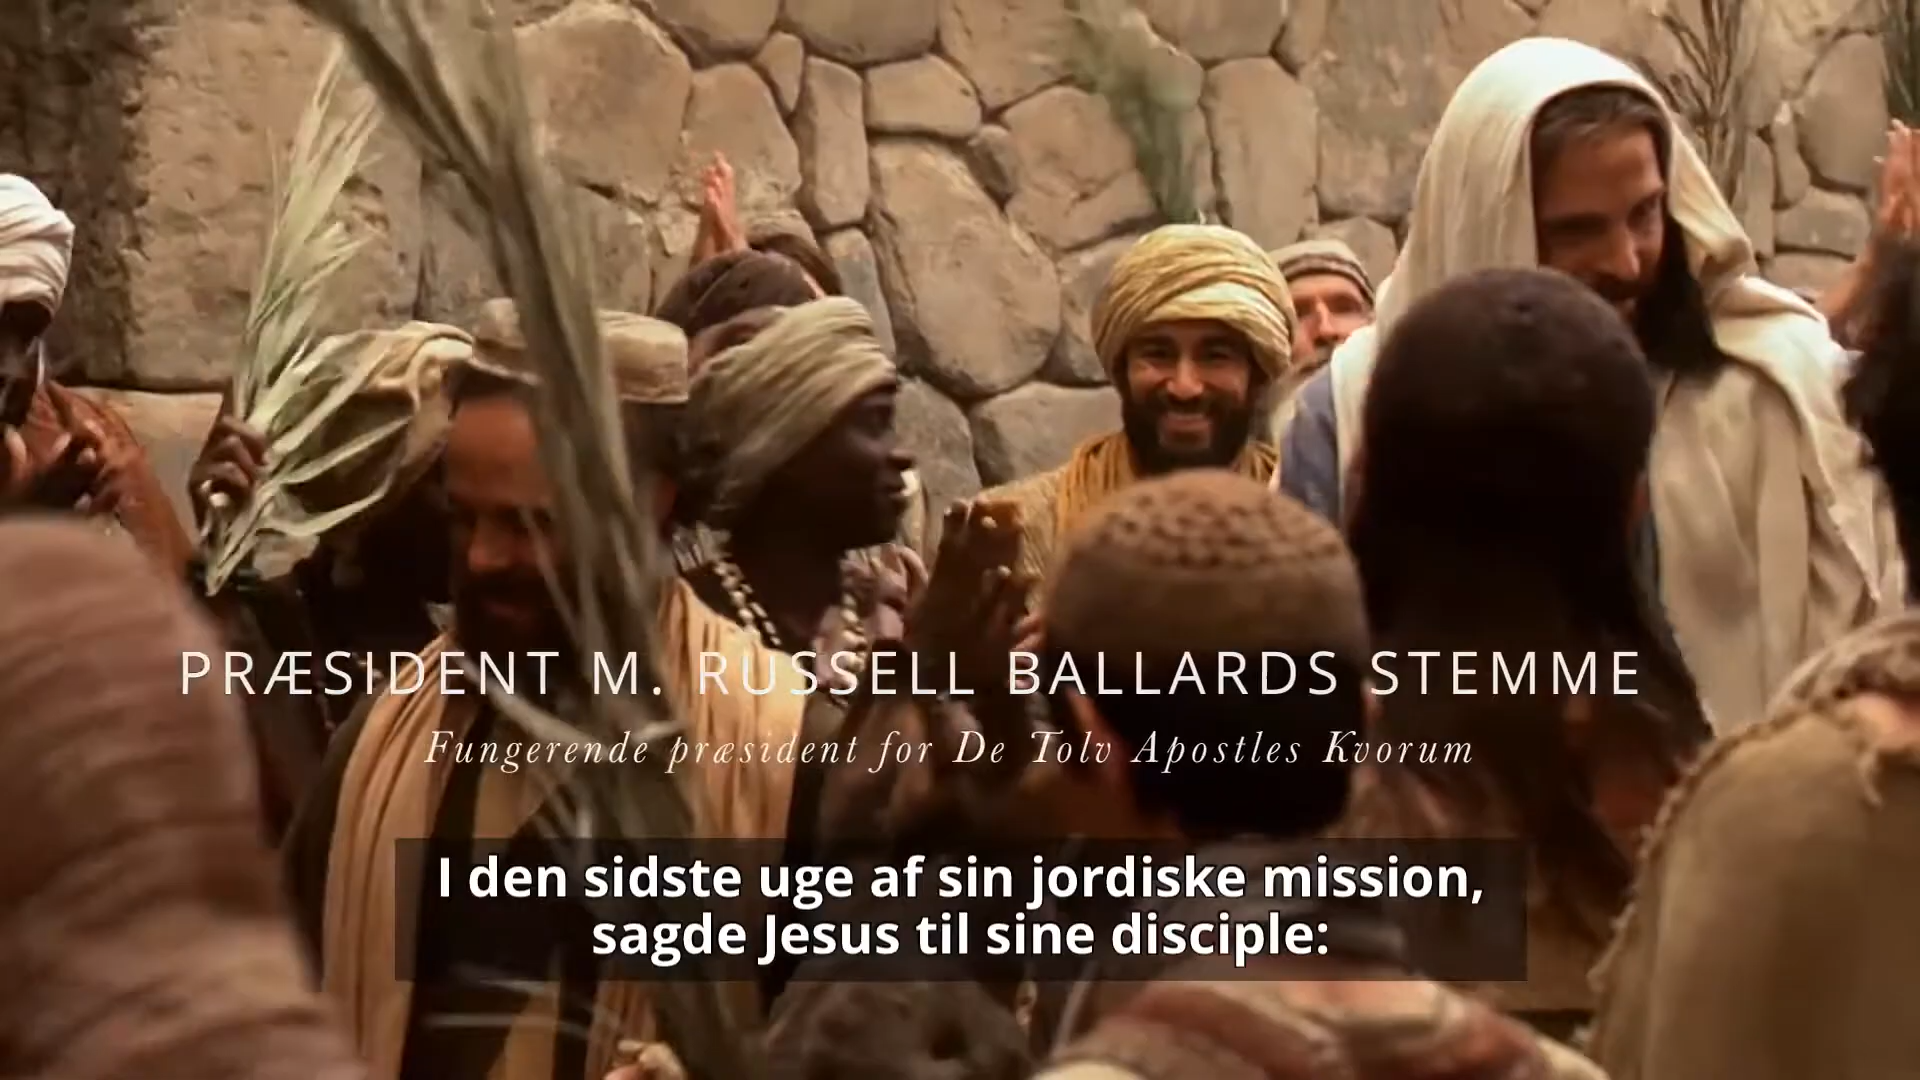 PRÆSIDENT M. RUSSELL BALLARDS STEMME
Fungerende præsident for De Tolv Apostles Kvorum
I den sidste uge af sin jordiske mission,
sagde Jesus til sine disciple: